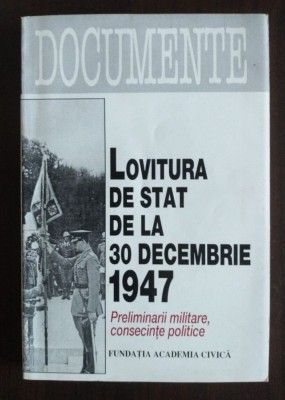 DOCUMENTE
LOVITURA
DE STAT
DE LA
30 DECEMBRIE
1947
Preliminarii militare,
consecințe politice
FUNDAȚIA ACADEMIA CIVICĂ